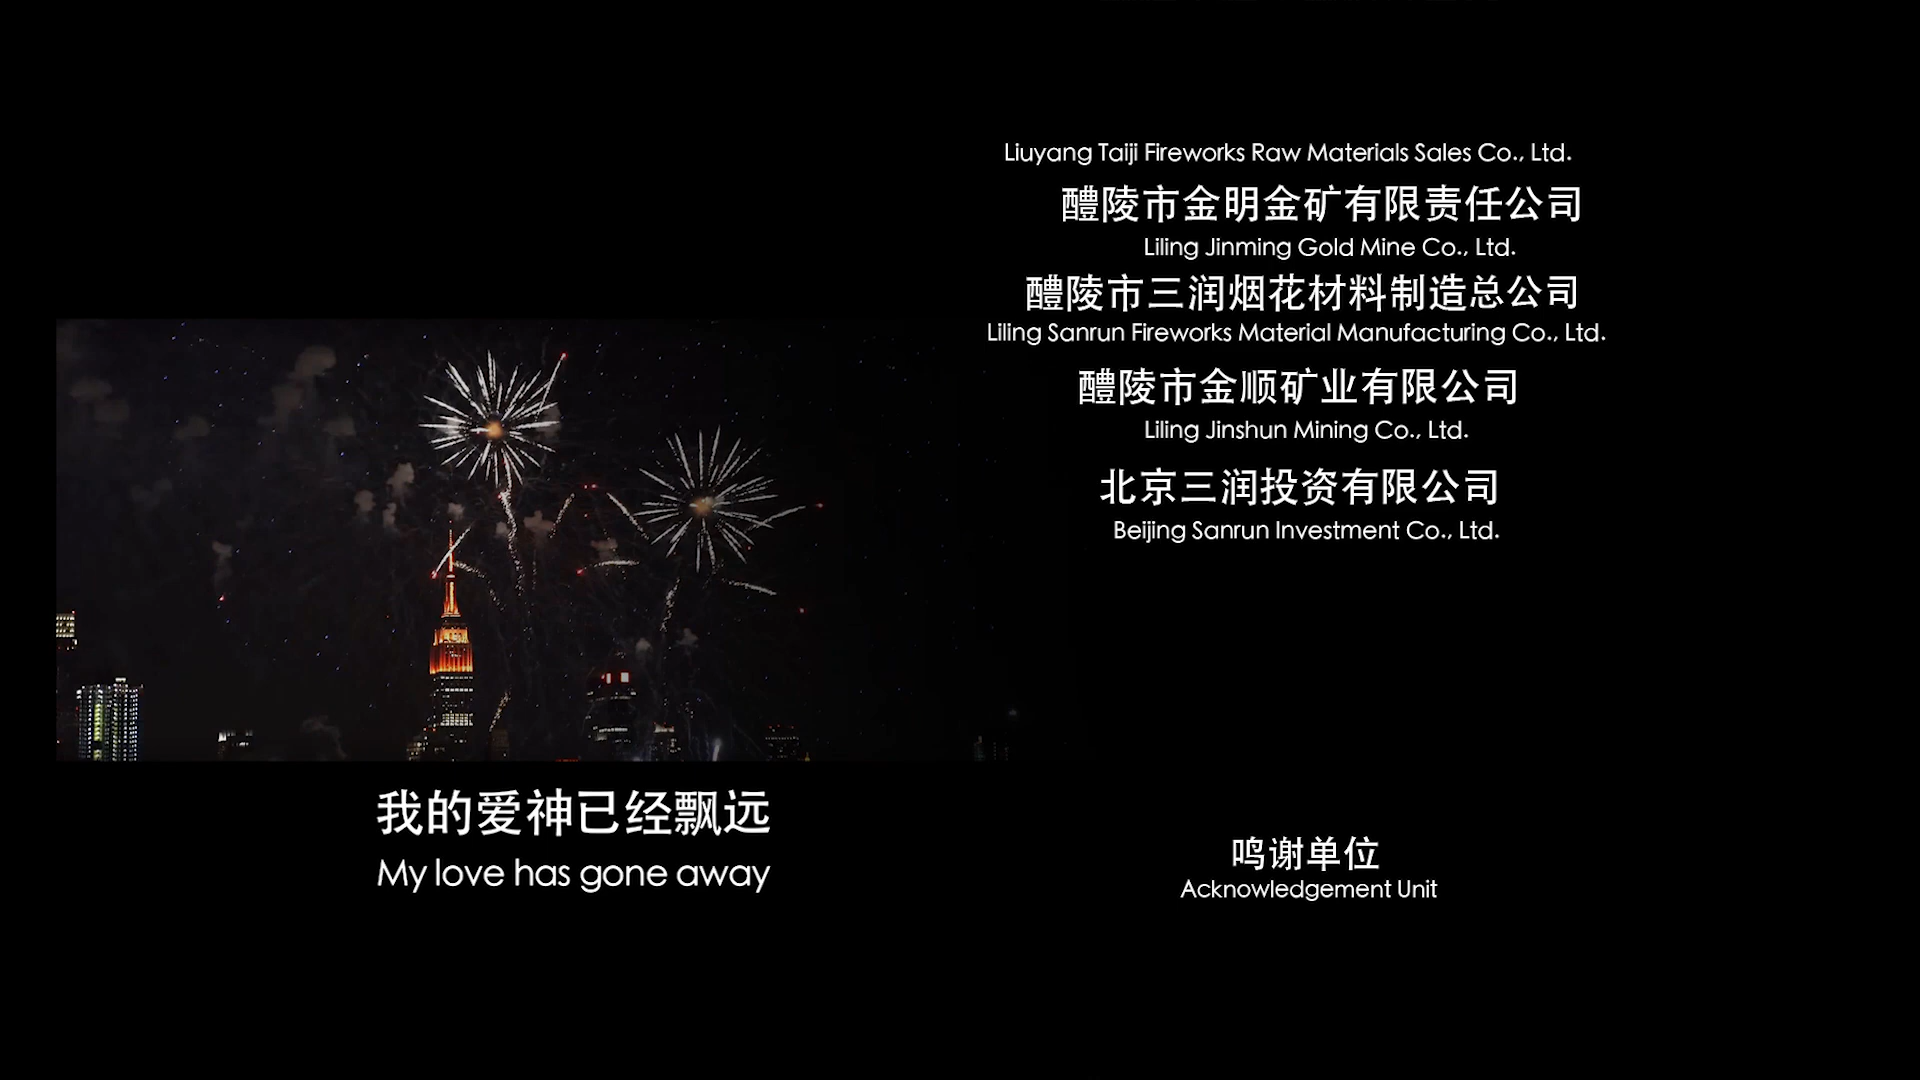 Liuyang Taiji Fireworks Raw Materials Sales Co., Ltd.
醴陵市金明金矿有限责任公司
Liling Jinming Gold Mine Co., Ltd.
醴陵市三润烟花材料制造总公司
Liling Sanrun Fireworks Material Manufacturing Co., Ltd.
醴陵市金顺矿业有限公司
Liling Jinshun Mining Co., Ltd.
北京三润投资有限公司
Beijing Sanrun Investment Co., Ltd.
我的爱神已经飘远
My love has gone away
鸣谢单位
Acknowledgement Unit